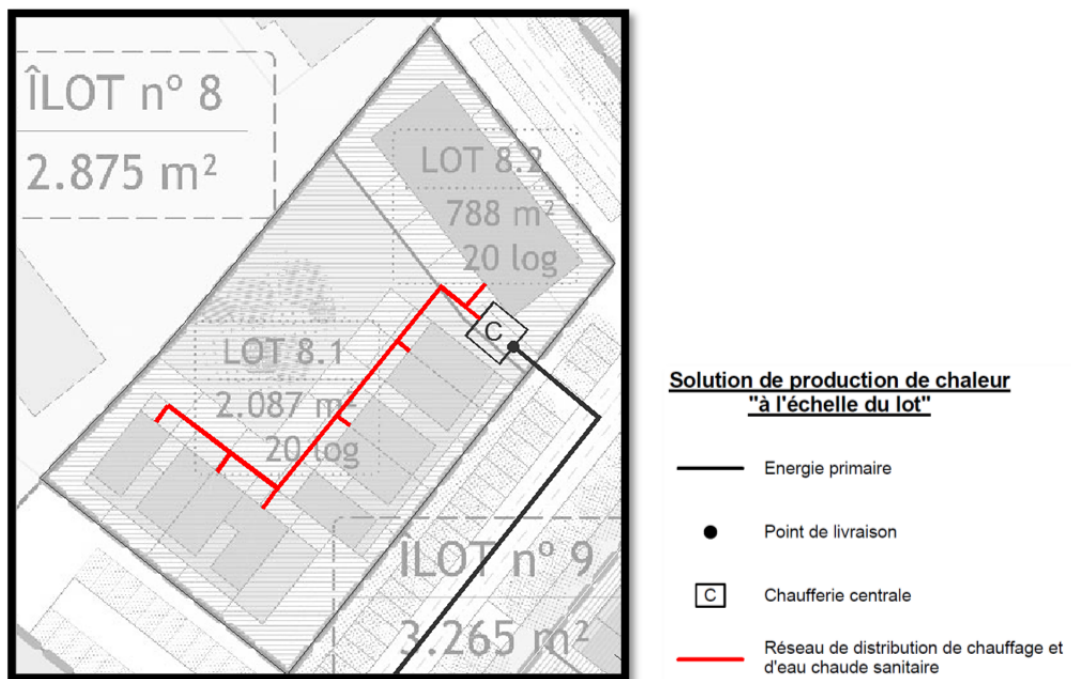 ÎLOT n° 8
2.875 m²
LOT 8.2
788 m²
20 log
C
LOT 8.1
2.087 m²
20 log
ÎLOT n° 9
3.265 m²
Solution de production de chaleur
"à l'échelle du lot"
Energie primaire
Point de livraison
C
Chaufferie centrale
Réseau de distribution de chauffage et
d'eau chaude sanitaire